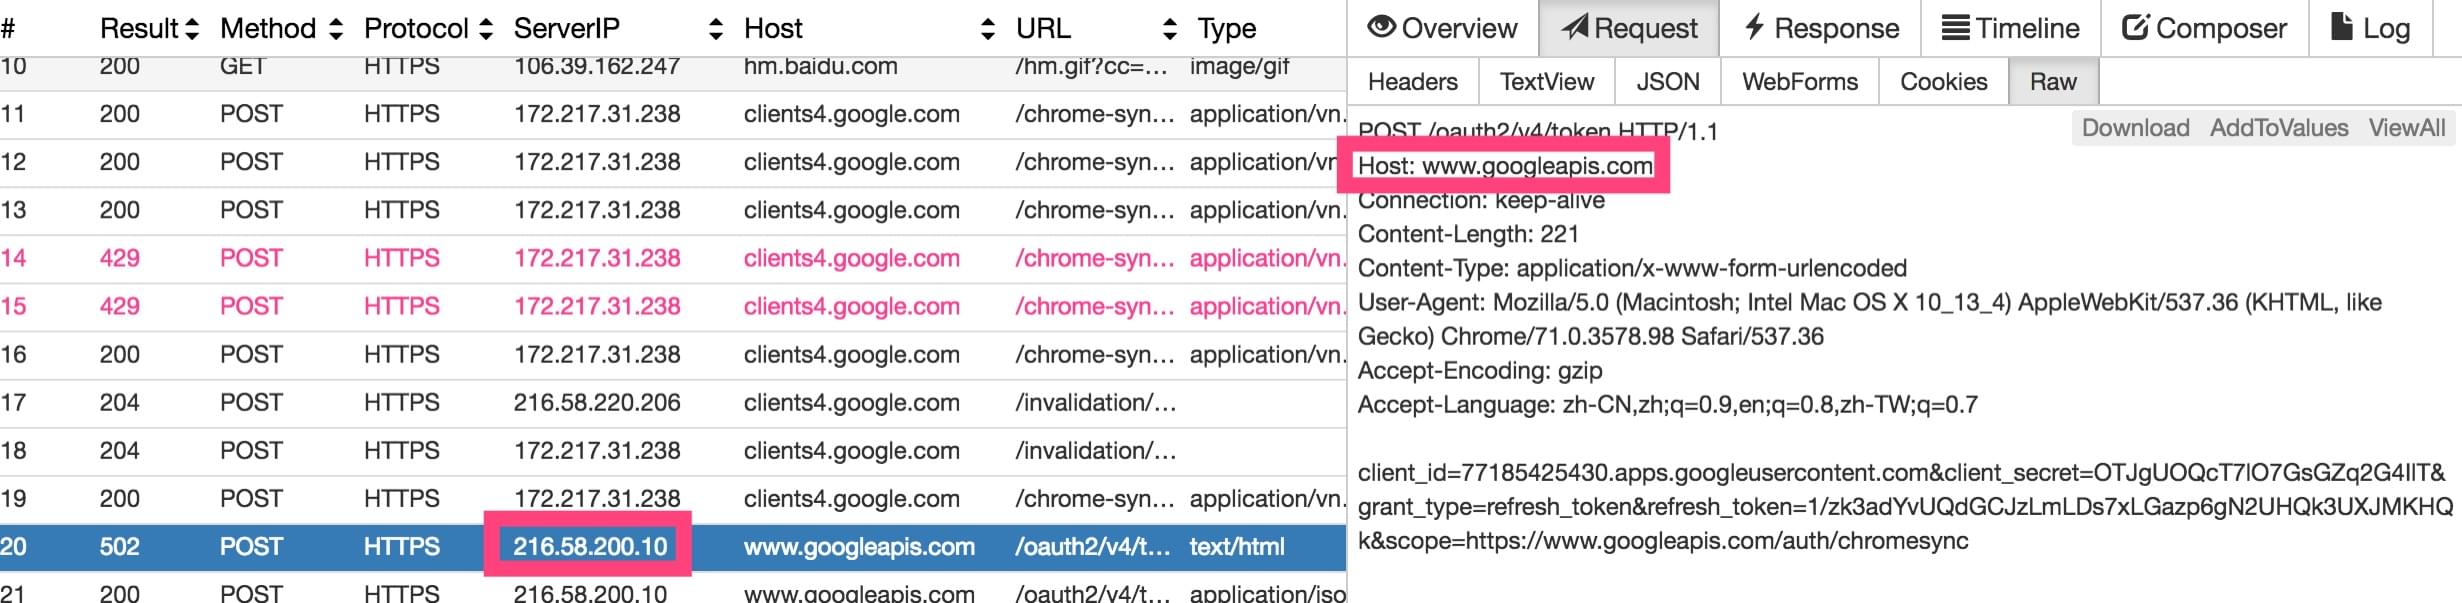 # Result Method Protocol ServerIP Host URL Type
10 200 GET HTTPS 106.39.162.247 hm.baidu.com /hm.gif?cc=... image/gif
11 200 POST HTTPS 172.217.31.238 clients4.google.com /chrome-syn... application/vn.
12 200 POST HTTPS 172.217.31.238 clients4.google.com /chrome-syn... application/vn
13 200 POST HTTPS 172.217.31.238 clients4.google.com /chrome-syn... application/vn.
14 429 POST HTTPS 172.217.31.238 clients4.google.com /chrome-syn... application/vn.
15 429 POST HTTPS 172.217.31.238 clients4.google.com /chrome-syn... application/vn.
16 200 POST HTTPS 172.217.31.238 clients4.google.com /chrome-syn... application/vn.
17 204 POST HTTPS 216.58.220.206 clients4.google.com /invalidation/...
18 204 POST HTTPS 172.217.31.238 clients4.google.com /invalidation/...
19 200 POST HTTPS 172.217.31.238 clients4.google.com /chrome-syn... application/vn.
20 502 POST HTTPS 216.58.200.10 www.googleapis.com /oauth2/v4/t... text/html
21 200 POST HTTPS 216.58.200.10 www.googleapis.com /oauth2/v4/t... application/jso
Overview Request Response Timeline Composer Log
Headers TextView JSON WebForms Cookies Raw
Download AddToValues ViewAll
POST /oauth2/v4/token HTTP/1.1
Host: www.googleapis.com
Connection: keep-alive
Content-Length: 221
Content-Type: application/x-www-form-urlencoded
User-Agent: Mozilla/5.0 (Macintosh; Intel Mac OS X 10_13_4) AppleWebKit/537.36 (KHTML, like
Gecko) Chrome/71.0.3578.98 Safari/537.36
Accept-Encoding: gzip
Accept-Language: zh-CN,zh;q=0.9,en;q=0.8,zh-TW;q=0.7
client_id=77185425430.apps.googleusercontent.com&client_secret=OTJgUOQcT7lO7GsGZq2G4IlT&
grant_type=refresh_token&refresh_token=1/zk3adYvUQdGCJzLmLDs7xLGazp6gN2UHQk3UXJMKHQ
k&scope=https://www.googleapis.com/auth/chromesync